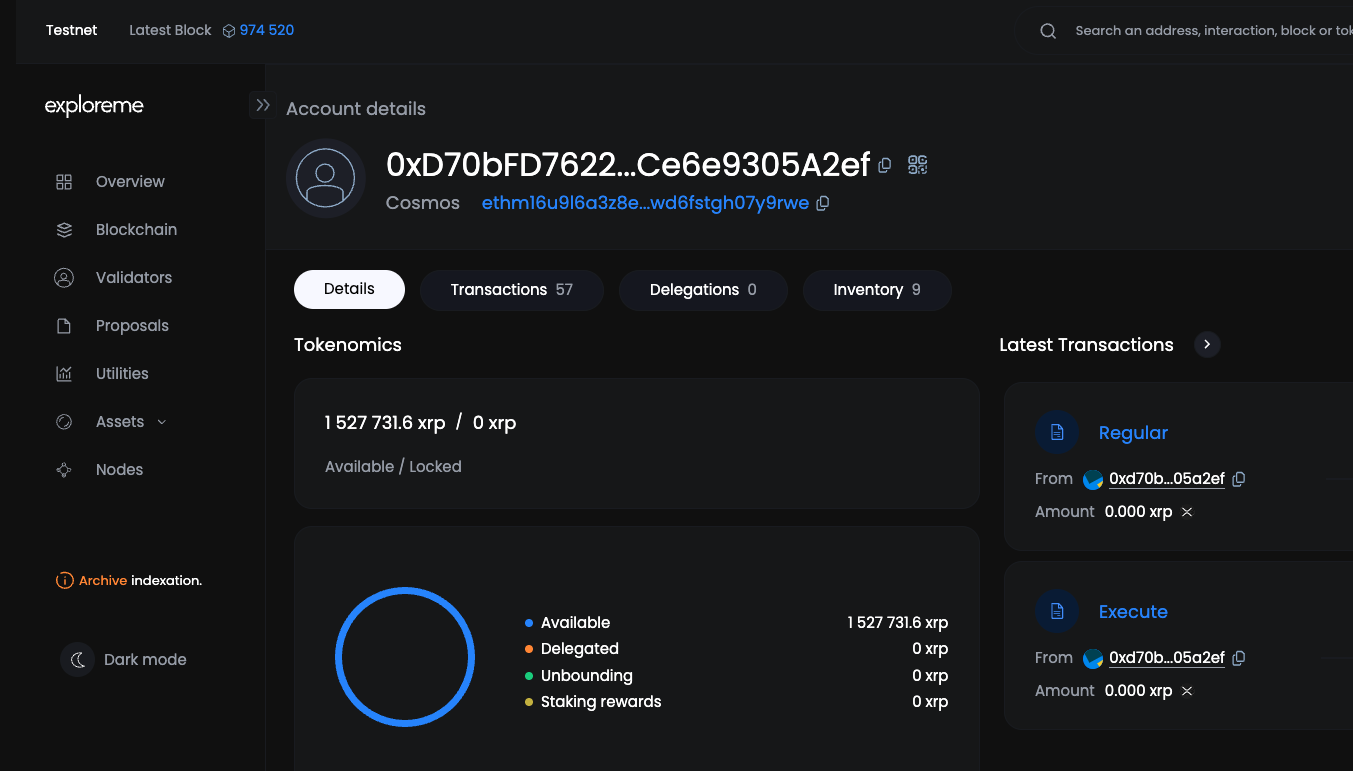 Testnet
Latest Block 974 520
Search an address, interaction, block or tok
exploreme
Overview
Blockchain
Validators
Proposals
Utilities
Assets
Nodes
Archive indexation.
Dark mode
Account details
0xD70bFD7622...Ce6e9305A2ef
Cosmos ethm16u9l6a3z8e...wd6fstgh07y9rwe
Details
Transactions 57
Delegations 0
Inventory 9
Tokenomics
1 527 731.6 xrp / 0 xrp
Available / Locked
Available 1 527 731.6 xrp
Delegated 0 xrp
Unbounding 0 xrp
Staking rewards 0 xrp
Latest Transactions
Regular
From 0xd70b...05a2ef
Amount 0.000 xrp
Execute
From 0xd70b...05a2ef
Amount 0.000 xrp